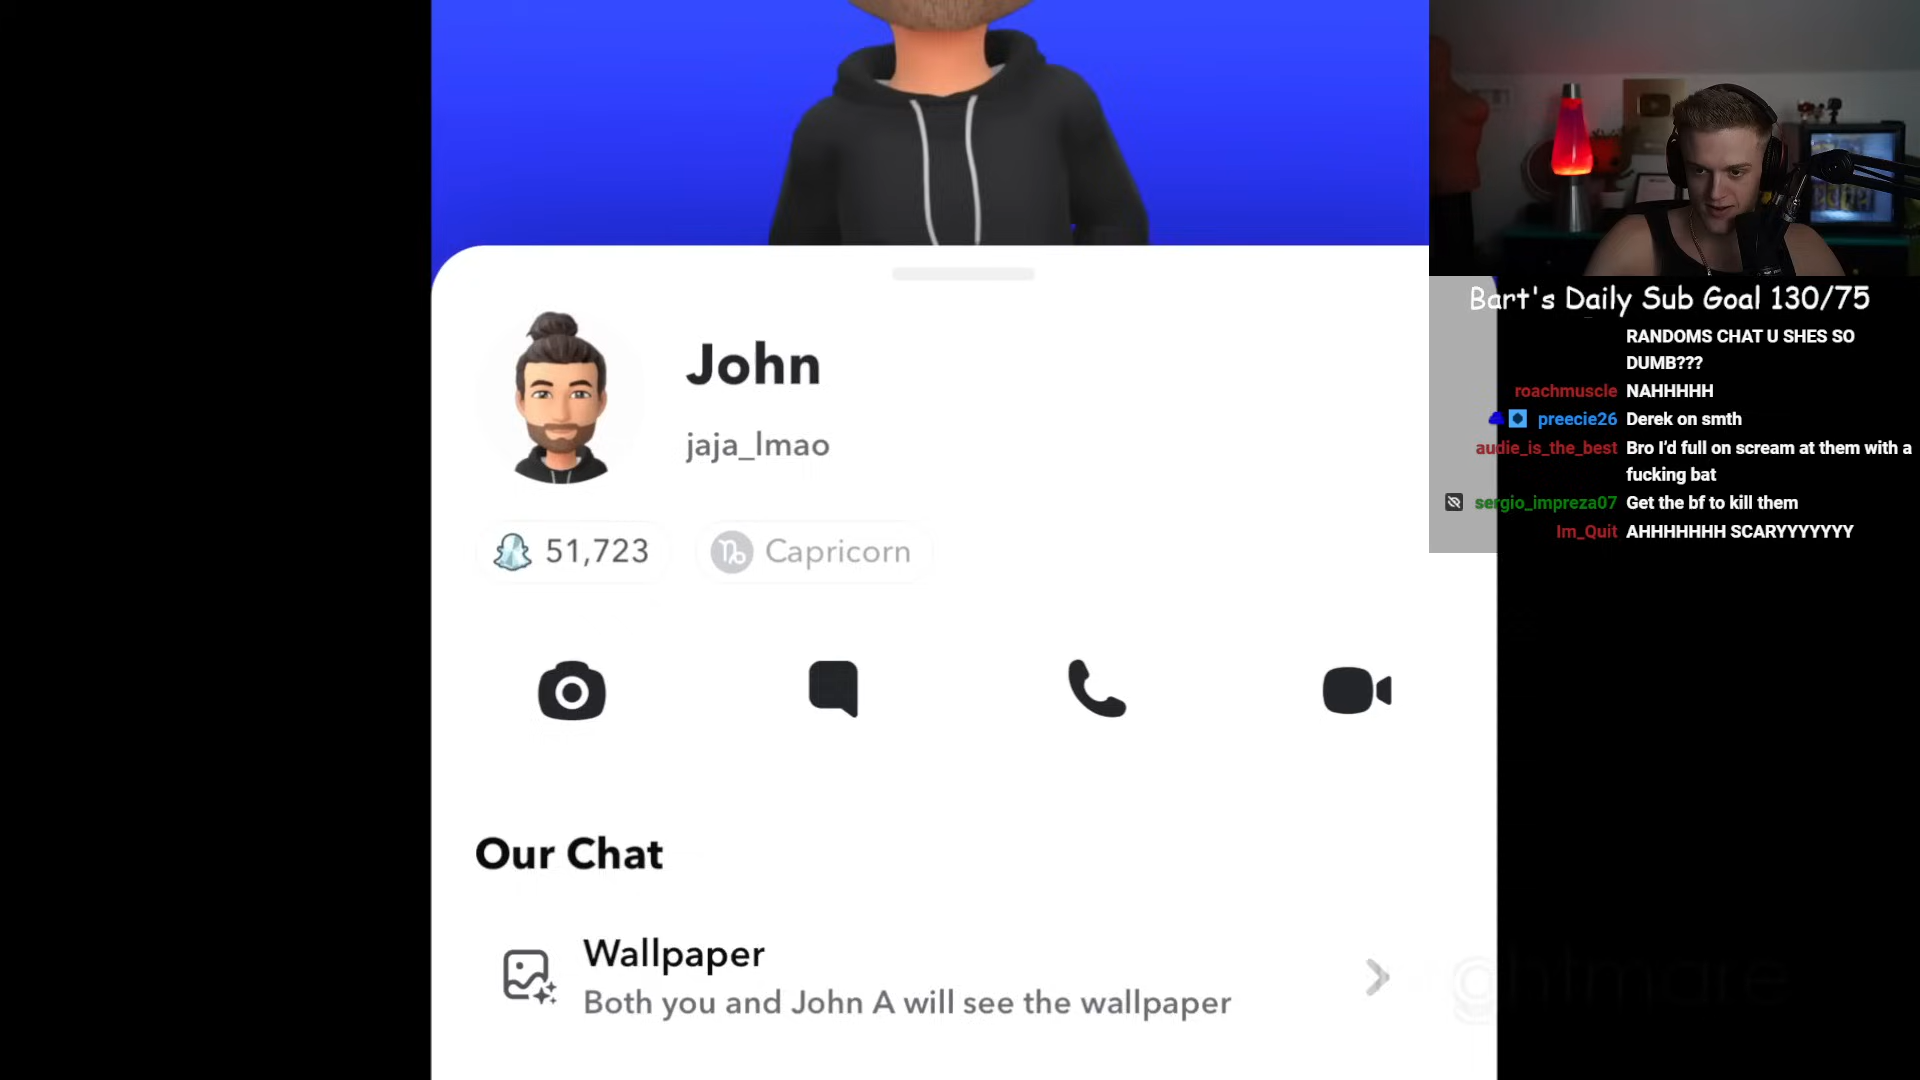 John
jaja_lmao
51,723
Capricorn
Our Chat
Wallpaper
Both you and John A will see the wallpaper
Bart's Daily Sub Goal 130/75
RANDOMS CHAT U SHES SO
DUMB???
roachmuscle NAHHHHH
preecie26 Derek on smth
audie_is_the_best Bro I'd full on scream at them with a
fucking bat
sergio_impreza07 Get the bf to kill them
Im_Quit AHHHHHHH SCARYYYYYYY